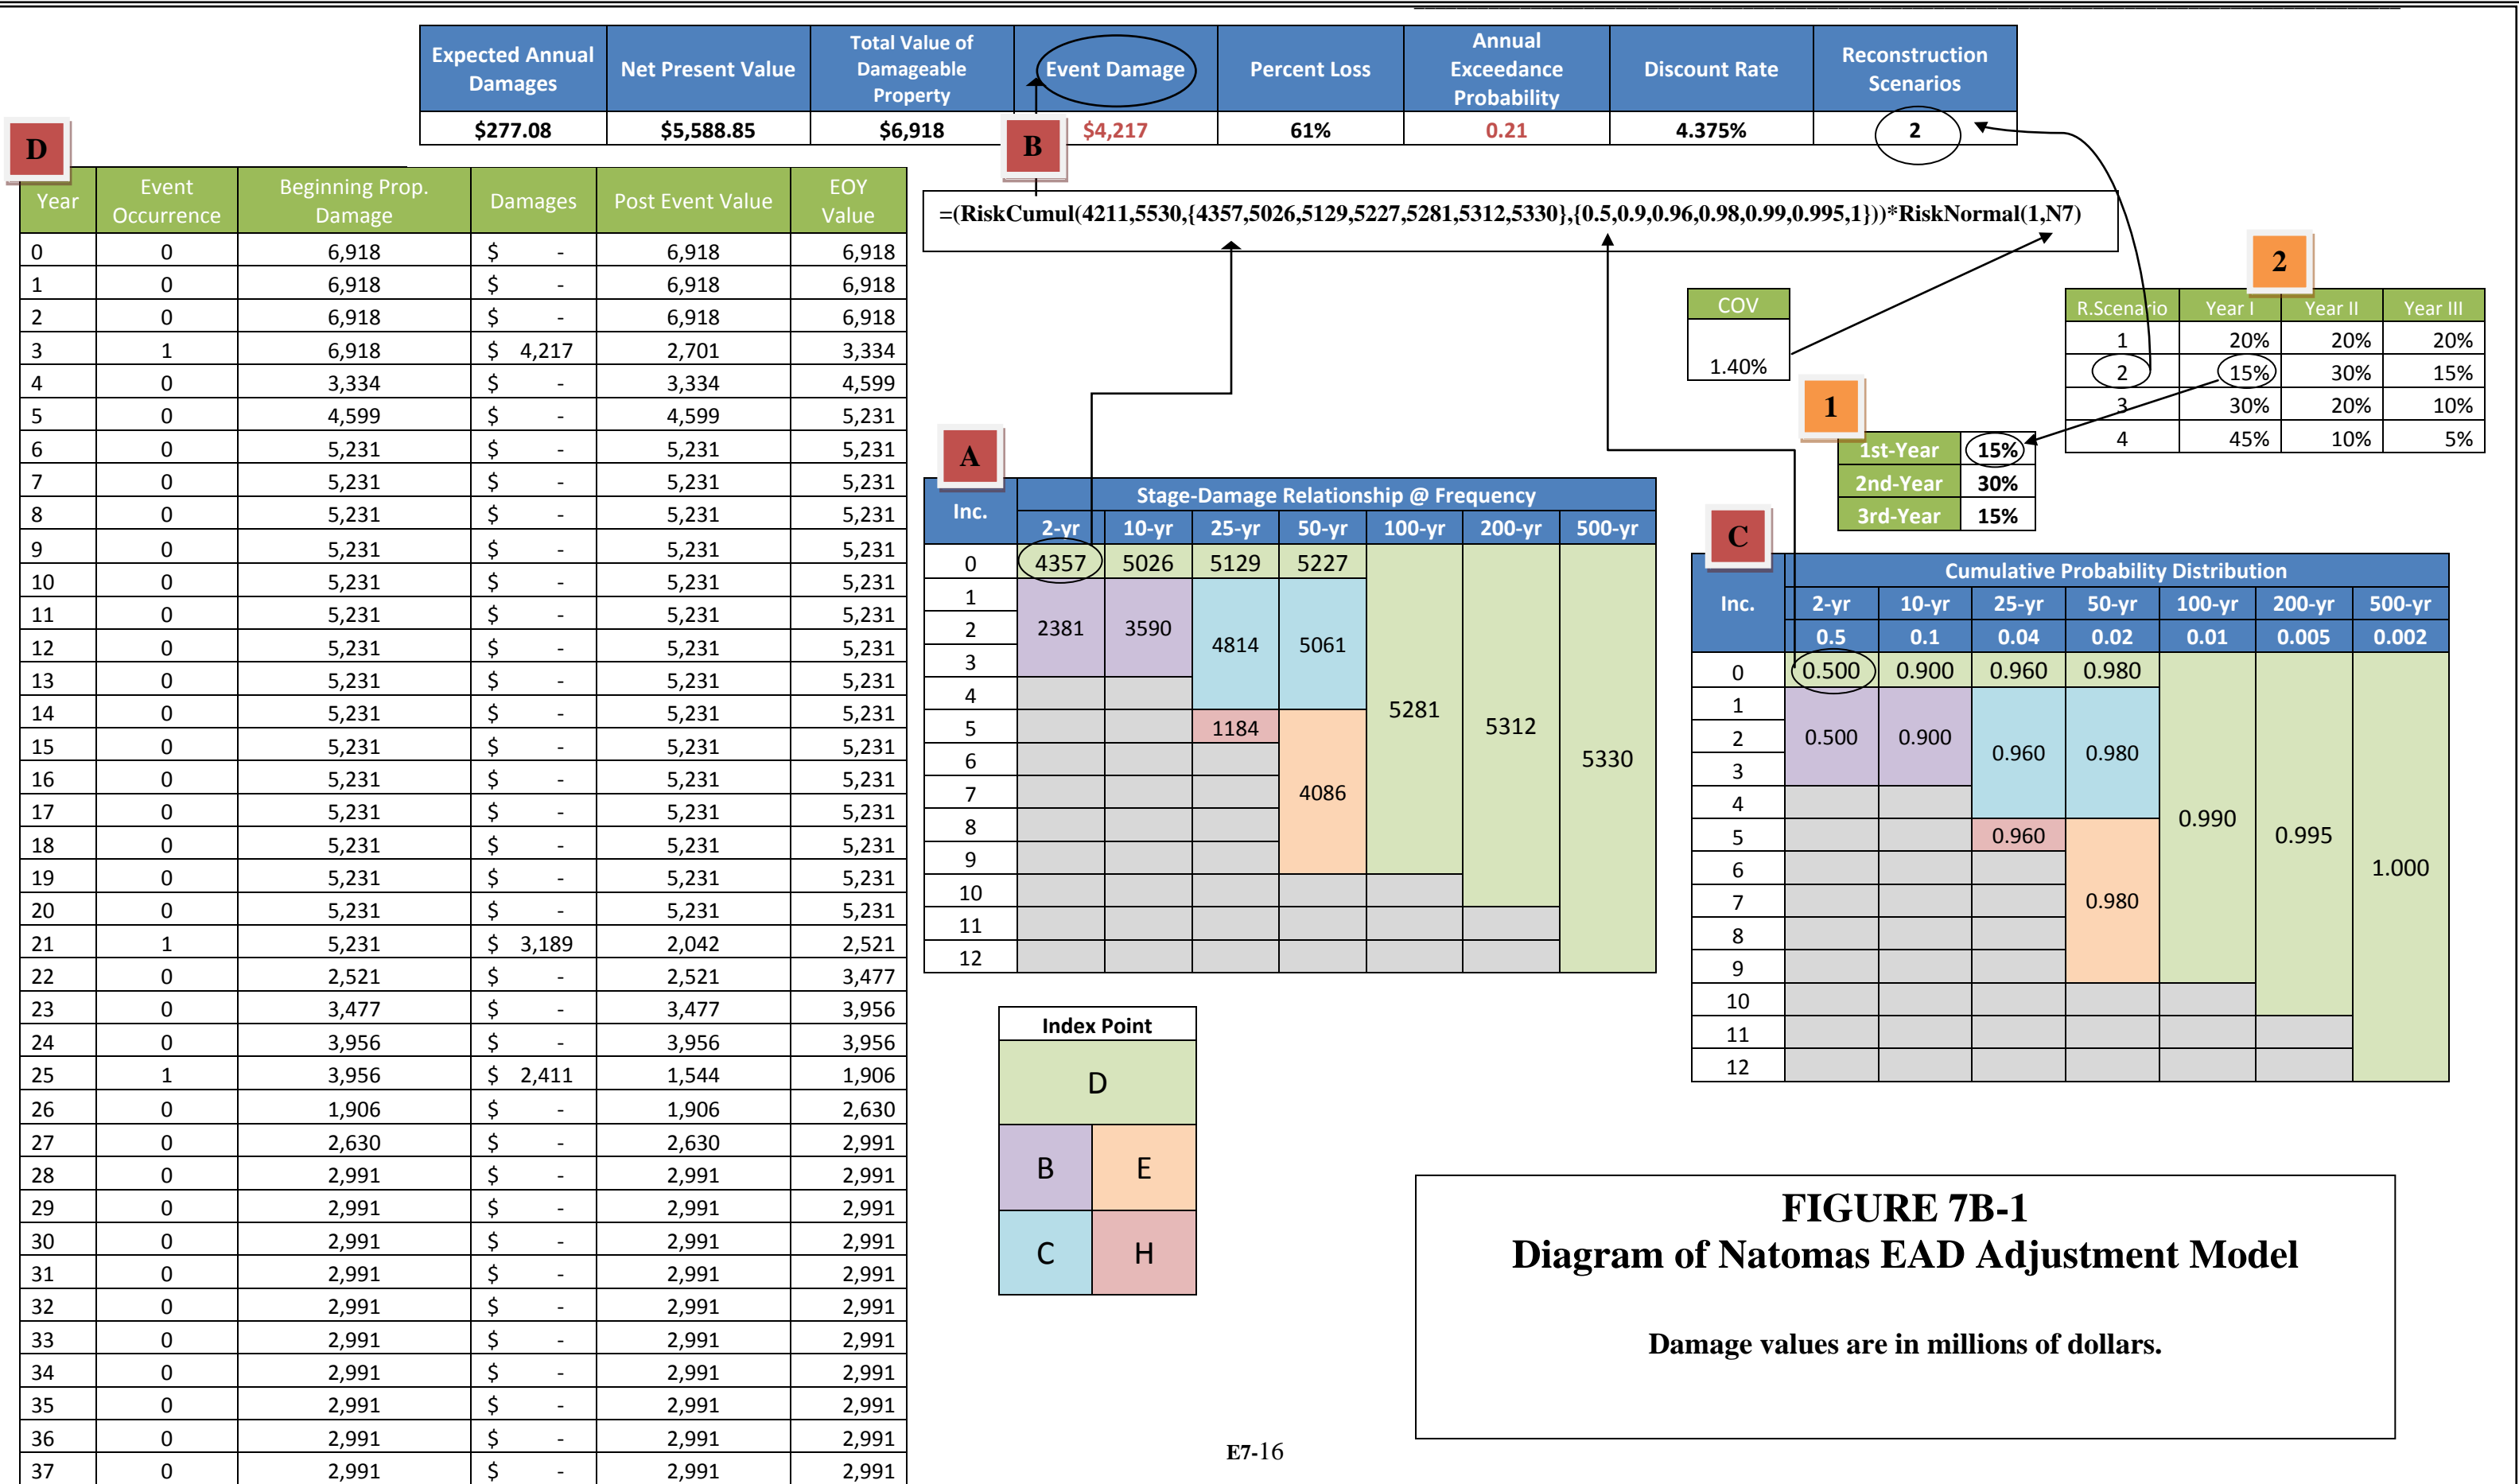 Expected Annual Damages | Net Present Value | Total Value of Damageable Property | Event Damage | Percent Loss | Annual Exceedance Probability | Discount Rate | Reconstruction Scenarios
$277.08 | $5,588.85 | $6,918 | $4,217 | 61% | 0.21 | 4.375% | 2
D
B
Year | Event Occurrence | Beginning Prop. Damage | Damages | Post Event Value | EOY Value
0 | 0 | 6,918 | $ - | 6,918 | 6,918
1 | 0 | 6,918 | $ - | 6,918 | 6,918
2 | 0 | 6,918 | $ - | 6,918 | 6,918
3 | 1 | 6,918 | $ 4,217 | 2,701 | 3,334
4 | 0 | 3,334 | $ - | 3,334 | 4,599
5 | 0 | 4,599 | $ - | 4,599 | 5,231
6 | 0 | 5,231 | $ - | 5,231 | 5,231
7 | 0 | 5,231 | $ - | 5,231 | 5,231
8 | 0 | 5,231 | $ - | 5,231 | 5,231
9 | 0 | 5,231 | $ - | 5,231 | 5,231
10 | 0 | 5,231 | $ - | 5,231 | 5,231
11 | 0 | 5,231 | $ - | 5,231 | 5,231
12 | 0 | 5,231 | $ - | 5,231 | 5,231
13 | 0 | 5,231 | $ - | 5,231 | 5,231
14 | 0 | 5,231 | $ - | 5,231 | 5,231
15 | 0 | 5,231 | $ - | 5,231 | 5,231
16 | 0 | 5,231 | $ - | 5,231 | 5,231
17 | 0 | 5,231 | $ - | 5,231 | 5,231
18 | 0 | 5,231 | $ - | 5,231 | 5,231
19 | 0 | 5,231 | $ - | 5,231 | 5,231
20 | 0 | 5,231 | $ - | 5,231 | 5,231
21 | 1 | 5,231 | $ 3,189 | 2,042 | 2,521
22 | 0 | 2,521 | $ - | 2,521 | 3,477
23 | 0 | 3,477 | $ - | 3,477 | 3,956
24 | 0 | 3,956 | $ - | 3,956 | 3,956
25 | 1 | 3,956 | $ 2,411 | 1,544 | 1,906
26 | 0 | 1,906 | $ - | 1,906 | 2,630
27 | 0 | 2,630 | $ - | 2,630 | 2,991
28 | 0 | 2,991 | $ - | 2,991 | 2,991
29 | 0 | 2,991 | $ - | 2,991 | 2,991
30 | 0 | 2,991 | $ - | 2,991 | 2,991
31 | 0 | 2,991 | $ - | 2,991 | 2,991
32 | 0 | 2,991 | $ - | 2,991 | 2,991
33 | 0 | 2,991 | $ - | 2,991 | 2,991
34 | 0 | 2,991 | $ - | 2,991 | 2,991
35 | 0 | 2,991 | $ - | 2,991 | 2,991
36 | 0 | 2,991 | $ - | 2,991 | 2,991
37 | 0 | 2,991 | $ - | 2,991 | 2,991
=(RiskCumul(4211,5530,{4357,5026,5129,5227,5281,5312,5330},{0.5,0.9,0.96,0.98,0.99,0.995,1}))*RiskNormal(1,N7)
COV
1.40%
2
R.Scenario | Year I | Year II | Year III
1 | 20% | 20% | 20%
2 | 15% | 30% | 15%
3 | 30% | 20% | 10%
4 | 45% | 10% | 5%
1
1st-Year | 15%
2nd-Year | 30%
3rd-Year | 15%
A
Inc. | Stage-Damage Relationship @ Frequency
2-yr | 10-yr | 25-yr | 50-yr | 100-yr | 200-yr | 500-yr
0 | 4357 | 5026 | 5129 | 5227
1
2 | 2381 | 3590
4814 | 5061
3
4
5281
5 | 1184 | 5312
6
5330
7 | 4086
8
9
10
11
12
C
Inc. | Cumulative Probability Distribution
2-yr | 10-yr | 25-yr | 50-yr | 100-yr | 200-yr | 500-yr
0.5 | 0.1 | 0.04 | 0.02 | 0.01 | 0.005 | 0.002
0 | 0.500 | 0.900 | 0.960 | 0.980
1
2 | 0.500 | 0.900
0.960 | 0.980
3
4
0.990
5 | 0.960 | 0.995
6
1.000
7 | 0.980
8
9
10
11
12
Index Point
D
B | E
C | H
FIGURE 7B-1
Diagram of Natomas EAD Adjustment Model
Damage values are in millions of dollars.
E7-16